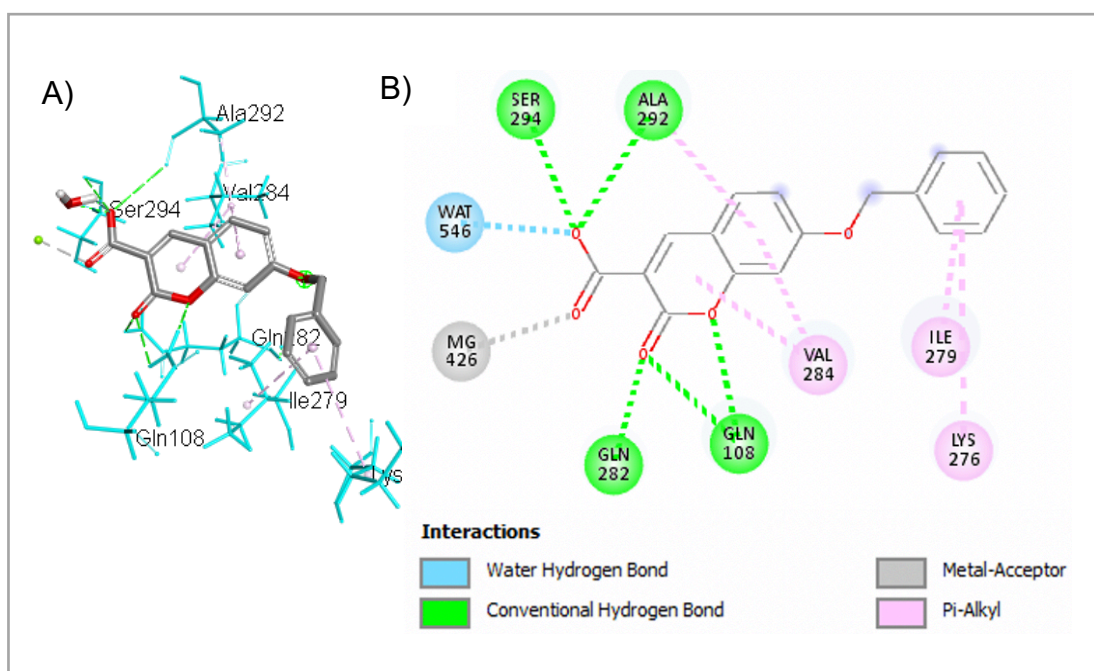 A)
Ala292
Val284
Ser294
Gln282
Ile279
Gln108
Lys
B)
SER
294
ALA
292
WAT
546
MG
426
VAL
284
ILE
279
GLN
282
GLN
108
LYS
276
Interactions
Water Hydrogen Bond
Conventional Hydrogen Bond
Metal-Acceptor
Pi-Alkyl